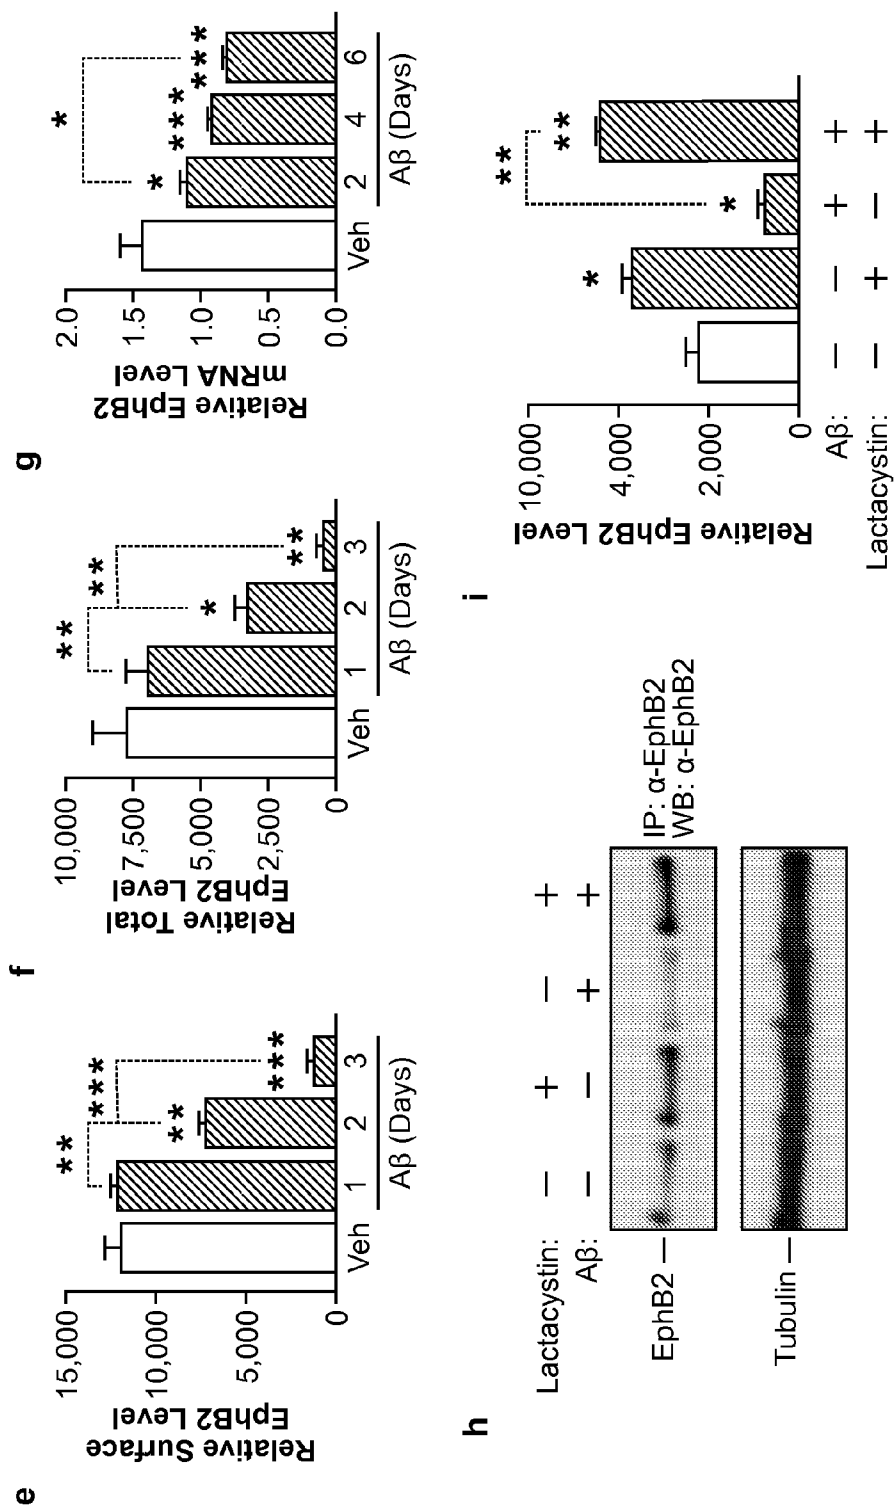 e
Relative Surface
EphB2 Level
15,000
10,000
5,000
0
**
***
**
***
Veh 1 2 3
Aβ (Days)
f
Relative Total
EphB2 Level
10,000
7,500
5,000
2,500
0
**
**
*
**
Veh 1 2 3
Aβ (Days)
g
Relative EphB2
mRNA Level
2.0
1.5
1.0
0.5
0.0
*
*
***
***
Veh 2 4 6
Aβ (Days)
h
Lactacystin: − + − +
Aβ: − − + +
EphB2
IP: α-EphB2
WB: α-EphB2
Tubulin
i
Relative EphB2 Level
10,000
4,000
2,000
0
**
*
*
**
Aβ: − − + +
Lactacystin: − + − +